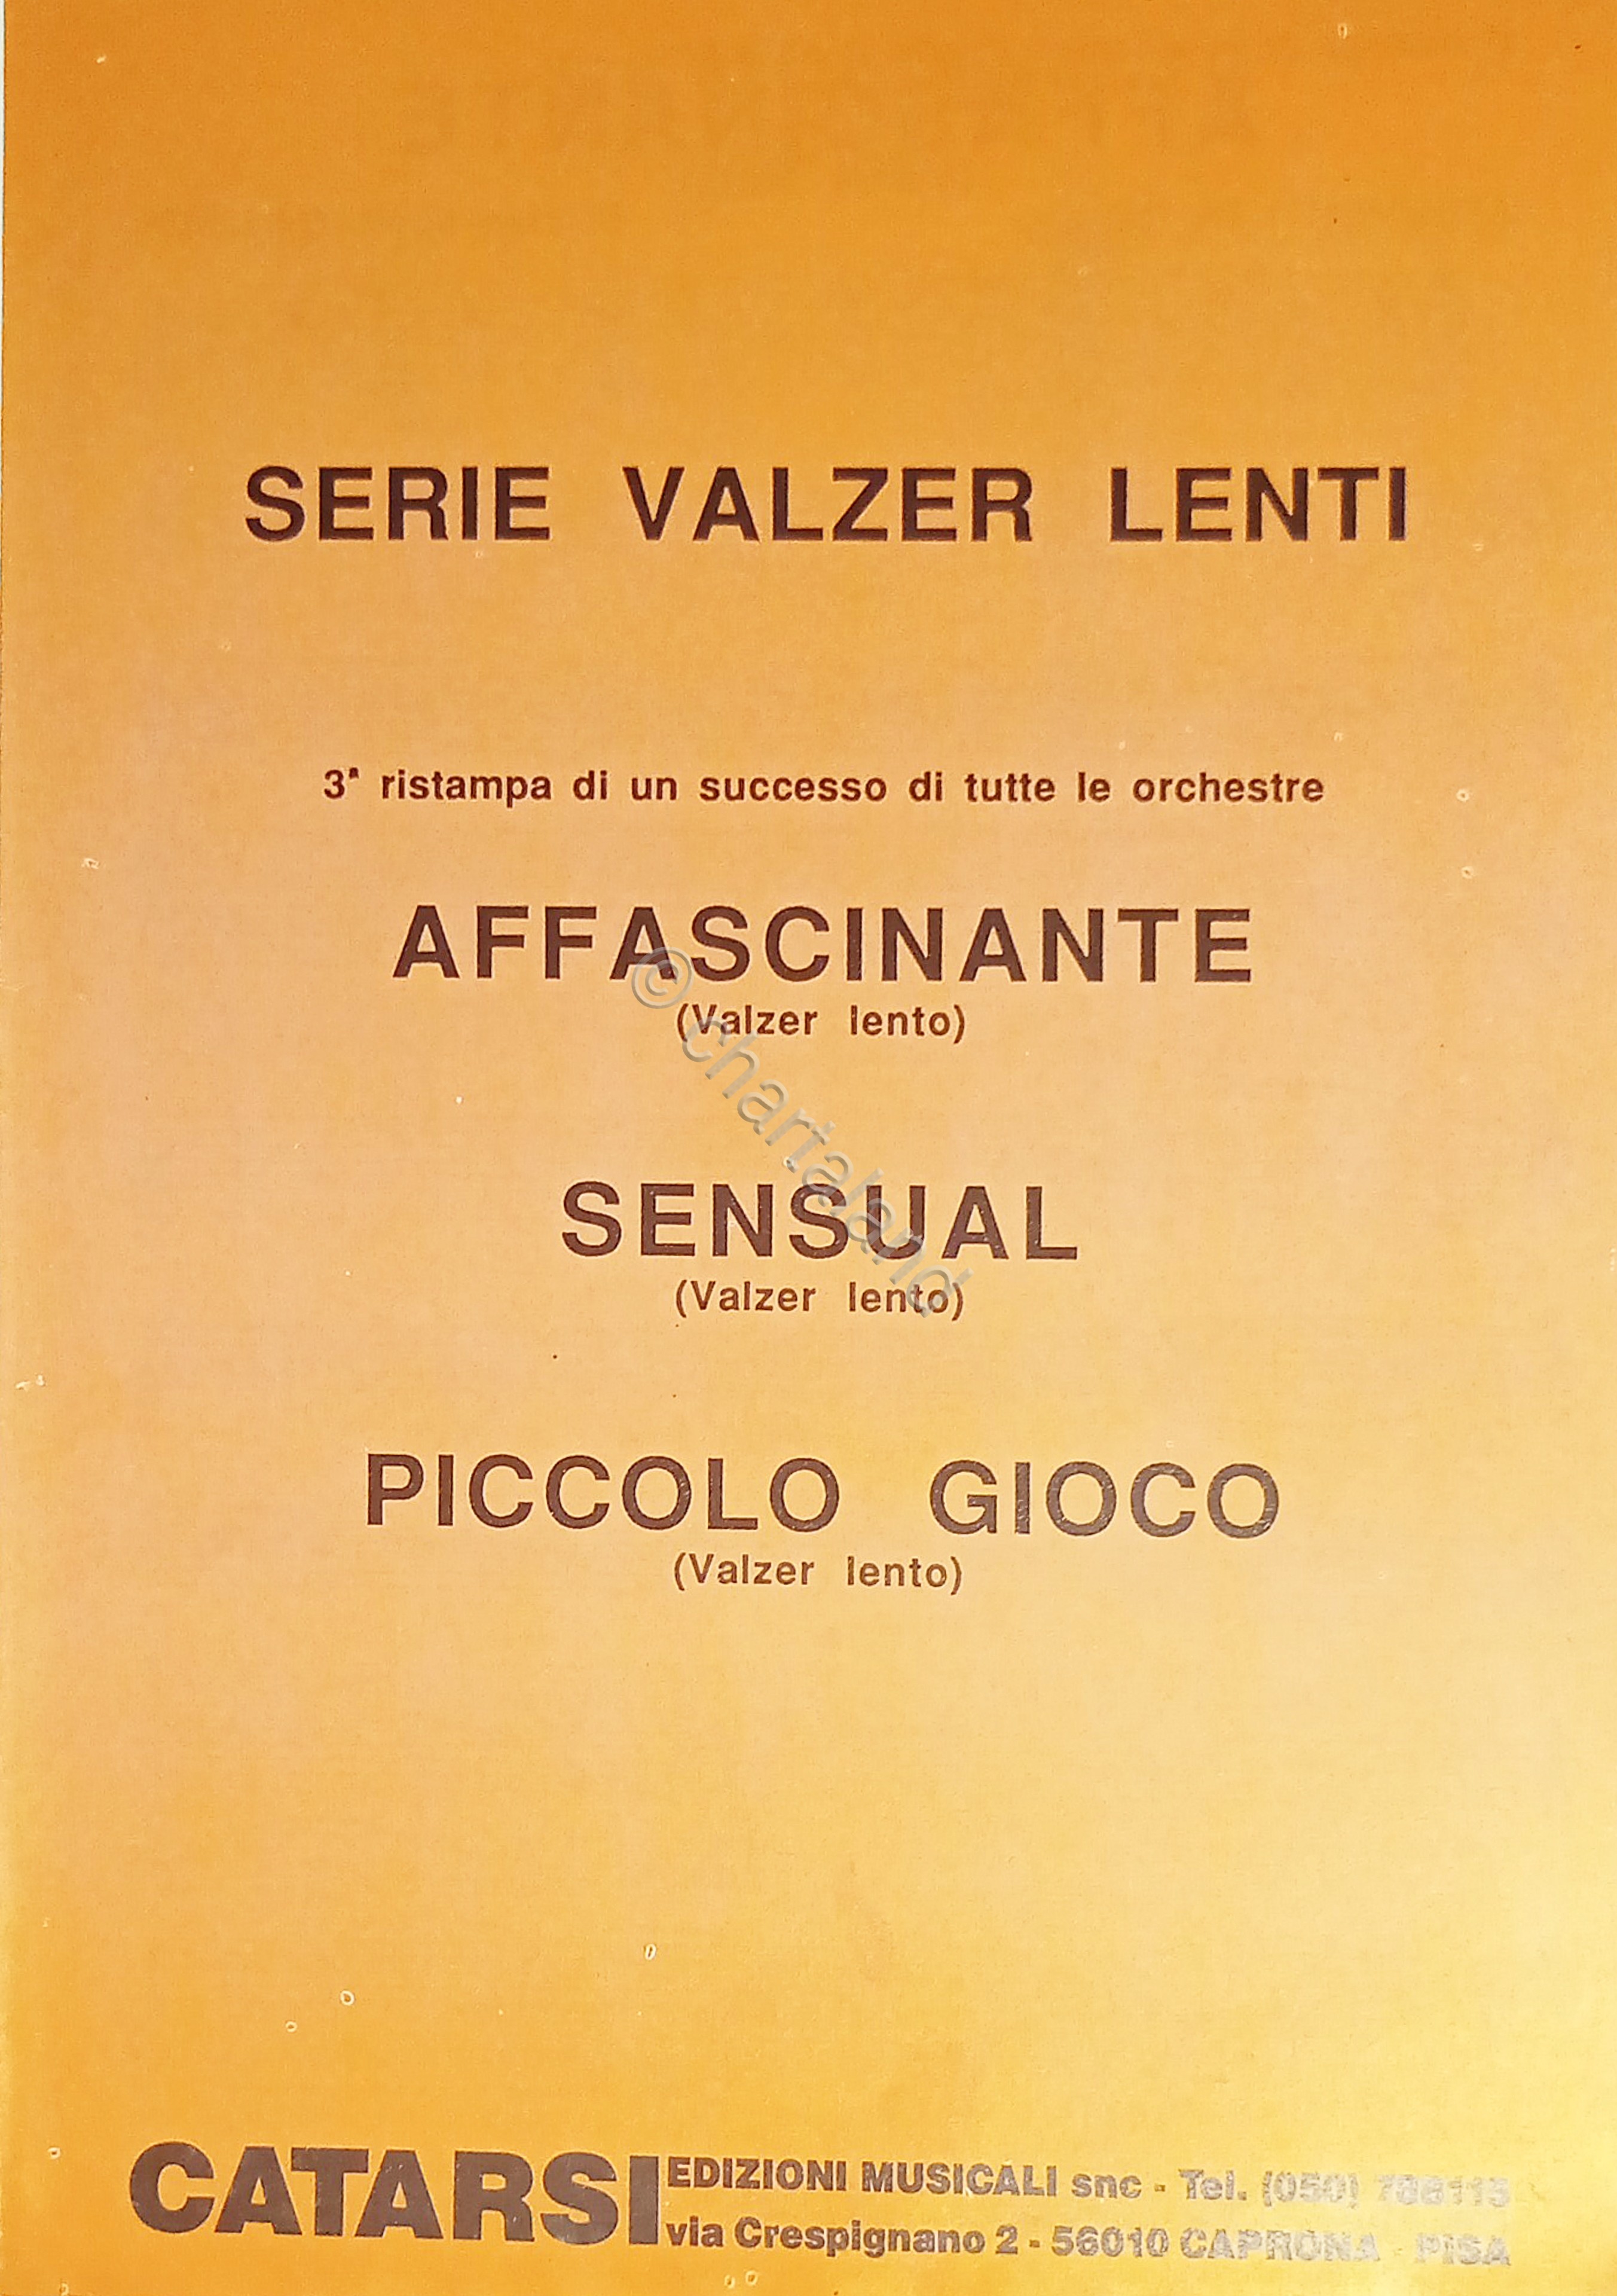 SERIE VALZER LENTI
3ª ristampa di un successo di tutte le orchestre
AFFASCINANTE
(Valzer lento)
© chartaland
SENSUAL
(Valzer lento)
PICCOLO GIOCO
(Valzer lento)
CATARSI
EDIZIONI MUSICALI snc - Tel. (050)
via Crespignano 2 - 56010 CAPRONA - PISA